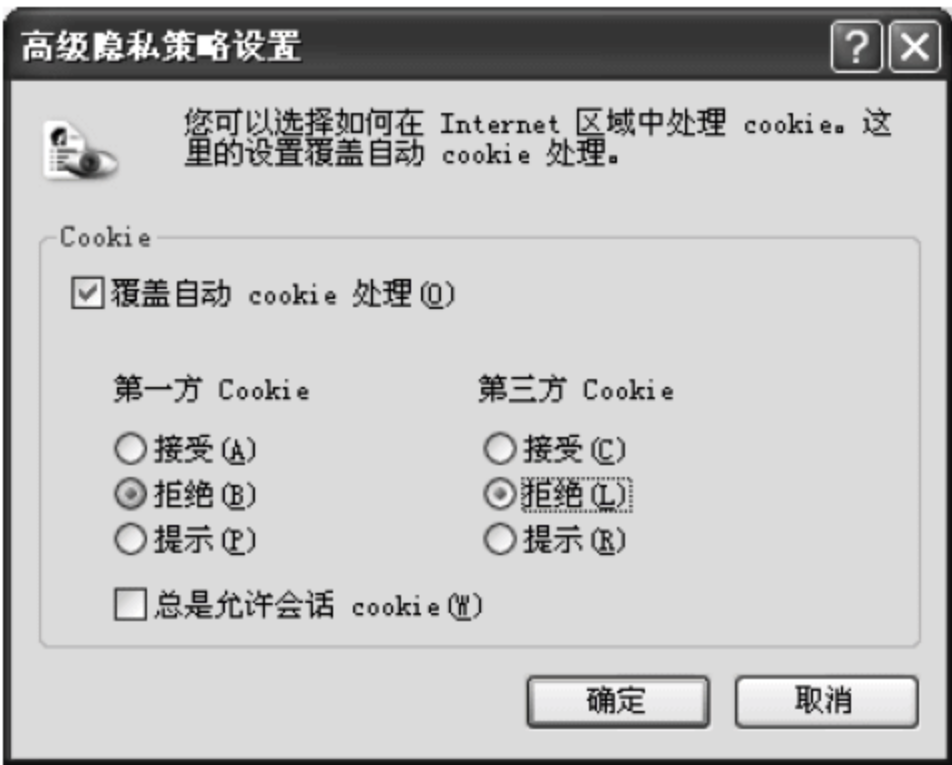 高级隐私策略设置
您可以选择如何在 Internet 区域中处理 cookie。这
里的设置覆盖自动 cookie 处理。
Cookie
覆盖自动 cookie 处理(O)
第一方 Cookie 第三方 Cookie
接受(A) 接受(C)
拒绝(B) 拒绝(L)
提示(P) 提示(R)
总是允许会话 cookie(W)
确定 取消